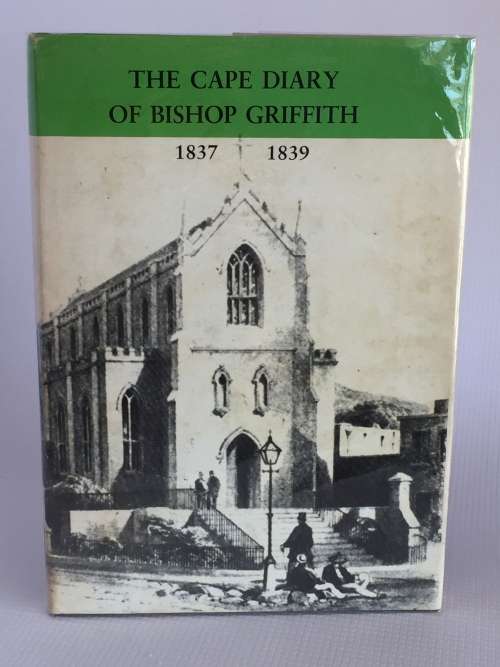 THE CAPE DIARY
OF BISHOP GRIFFITH
1837 1839